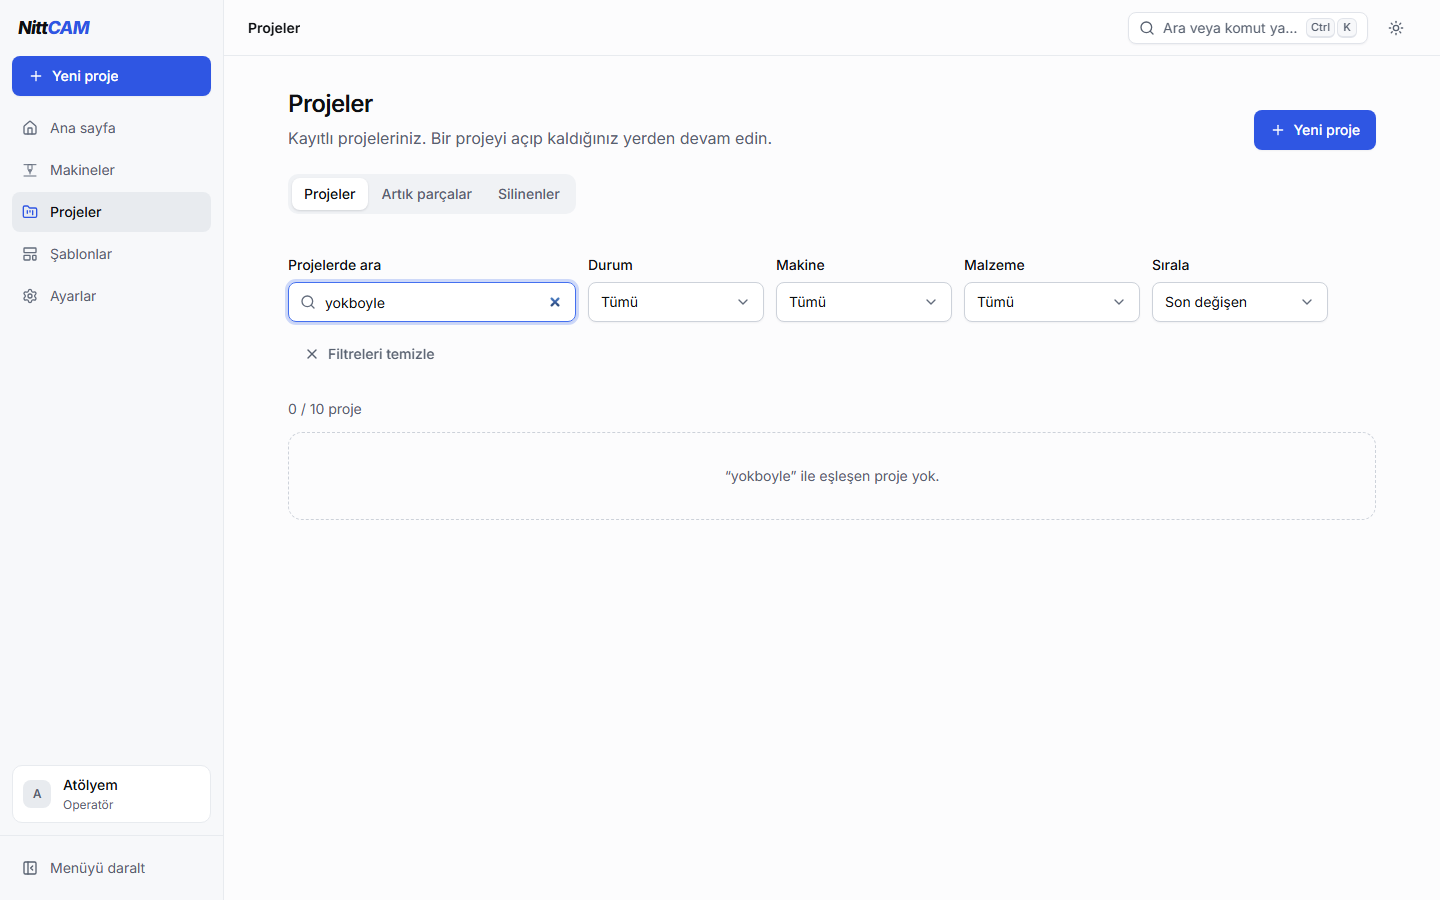 NittCAM
Yeni proje
Ana sayfa
Makineler
Projeler
Şablonlar
Ayarlar
Atölyem
A
Operatör
Menüyü daralt
Projeler
Ara veya komut ya...
Ctrl
K
Projeler
Kayıtlı projeleriniz. Bir projeyi açıp kaldığınız yerden devam edin.
Yeni proje
Projeler
Artık parçalar
Silinenler
Projelerde ara
Durum
Makine
Malzeme
Sırala
yokboyle
Tümü
Tümü
Tümü
Son değişen
Filtreleri temizle
0 / 10 proje
“yokboyle” ile eşleşen proje yok.